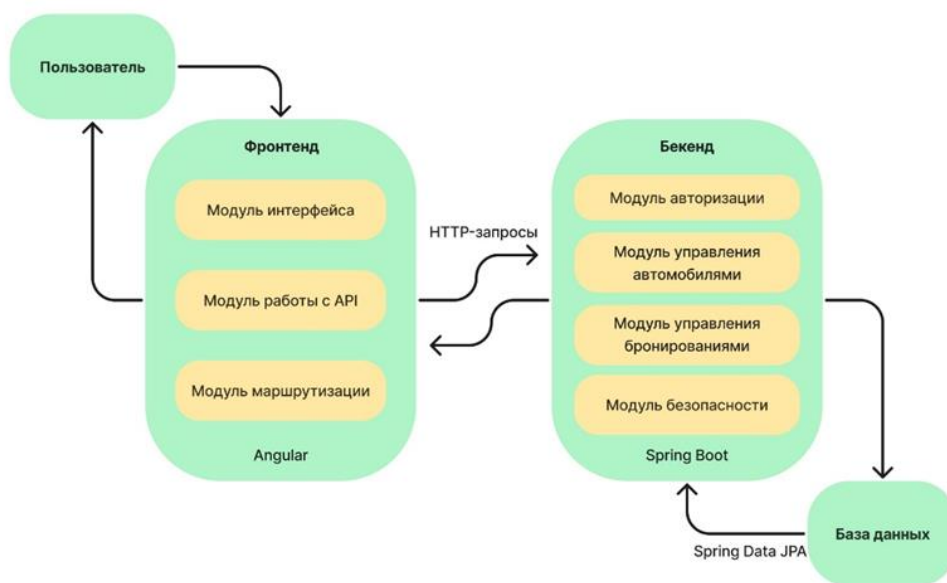 Пользователь
Фронтенд
Модуль интерфейса
Модуль работы с API
Модуль маршрутизации
Angular
HTTP-запросы
Бекенд
Модуль авторизации
Модуль управления
автомобилями
Модуль управления
бронированиями
Модуль безопасности
Spring Boot
Spring Data JPA
База данных